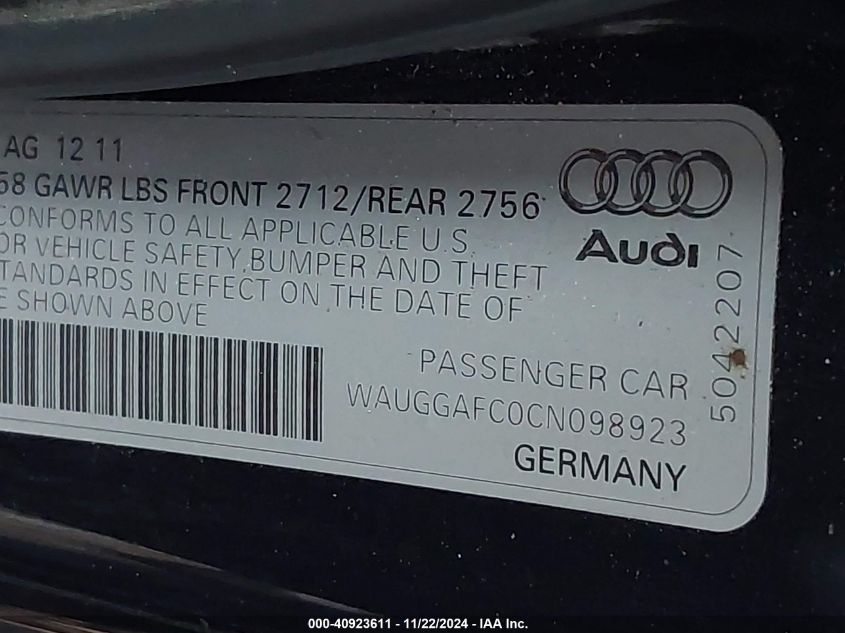 AG 12 11
58 GAWR LBS FRONT 2712/REAR 2756
CONFORMS TO ALL APPLICABLE U.S.
OR VEHICLE SAFETY, BUMPER AND THEFT
TANDARDS IN EFFECT ON THE DATE OF
E SHOWN ABOVE
Audi
5042207
PASSENGER CAR
WAUGGAFC0CN098923
GERMANY
000-40923611 - 11/22/2024 - IAA Inc.